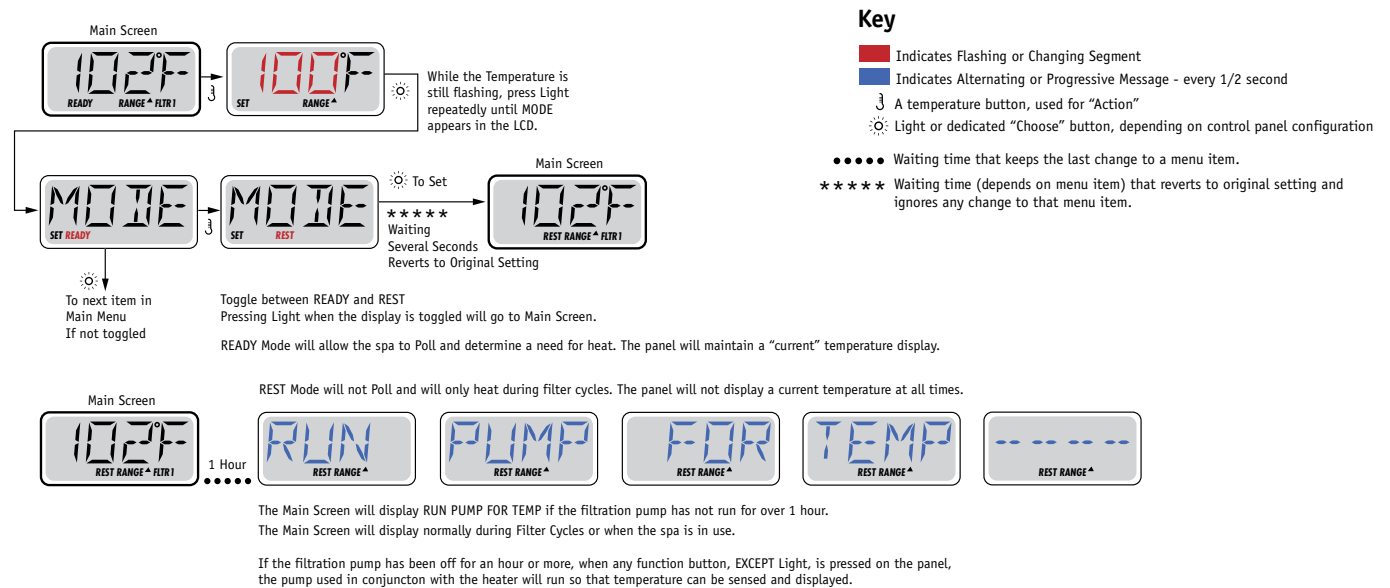 Main Screen
102°F
READY RANGE FLTR1
100°F
SET RANGE
While the Temperature is
still flashing, press Light
repeatedly until MODE
appears in the LCD.
Key
Indicates Flashing or Changing Segment
Indicates Alternating or Progressive Message - every 1/2 second
A temperature button, used for “Action”
Light or dedicated “Choose” button, depending on control panel configuration
••••• Waiting time that keeps the last change to a menu item.
***** Waiting time (depends on menu item) that reverts to original setting and
ignores any change to that menu item.
MODE
SET READY
MODE
SET REST
To Set
*****
Waiting
Several Seconds
Reverts to Original Setting
Main Screen
102°F
REST RANGE FLTR1
To next item in
Main Menu
If not toggled
Toggle between READY and REST
Pressing Light when the display is toggled will go to Main Screen.
READY Mode will allow the spa to Poll and determine a need for heat. The panel will maintain a “current” temperature display.
REST Mode will not Poll and will only heat during filter cycles. The panel will not display a current temperature at all times.
Main Screen
102°F
REST RANGE FLTR1
1 Hour
•••••
RUN
REST RANGE
PUMP
REST RANGE
FOR
REST RANGE
TEMP
REST RANGE
-- -- -- --
REST RANGE
The Main Screen will display RUN PUMP FOR TEMP if the filtration pump has not run for over 1 hour.
The Main Screen will display normally during Filter Cycles or when the spa is in use.
If the filtration pump has been off for an hour or more, when any function button, EXCEPT Light, is pressed on the panel,
the pump used in conjuncton with the heater will run so that temperature can be sensed and displayed.